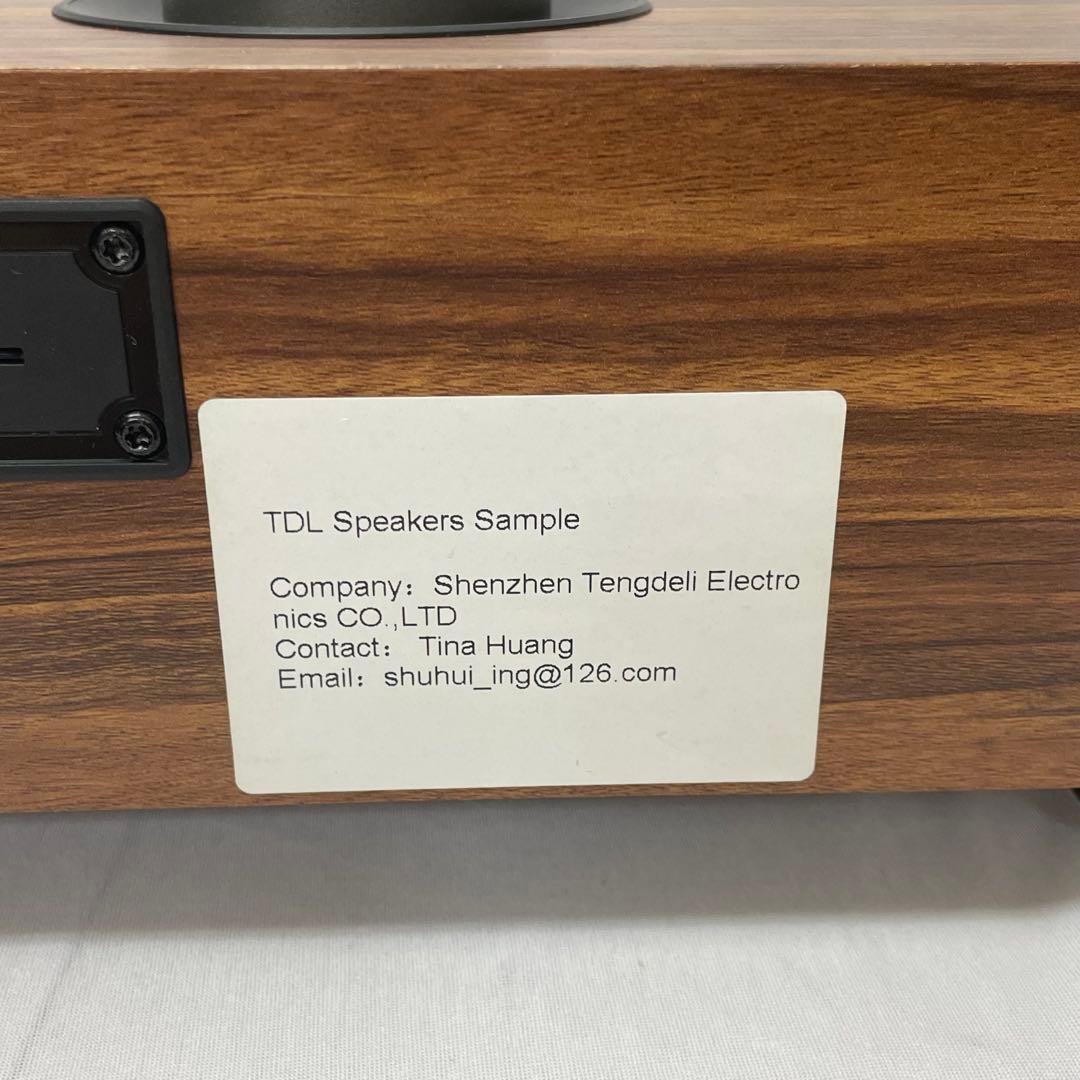 TDL Speakers Sample
Company：Shenzhen Tengdeli Electro
nics CO.,LTD
Contact： Tina Huang
Email：shuhui_ing@126.com